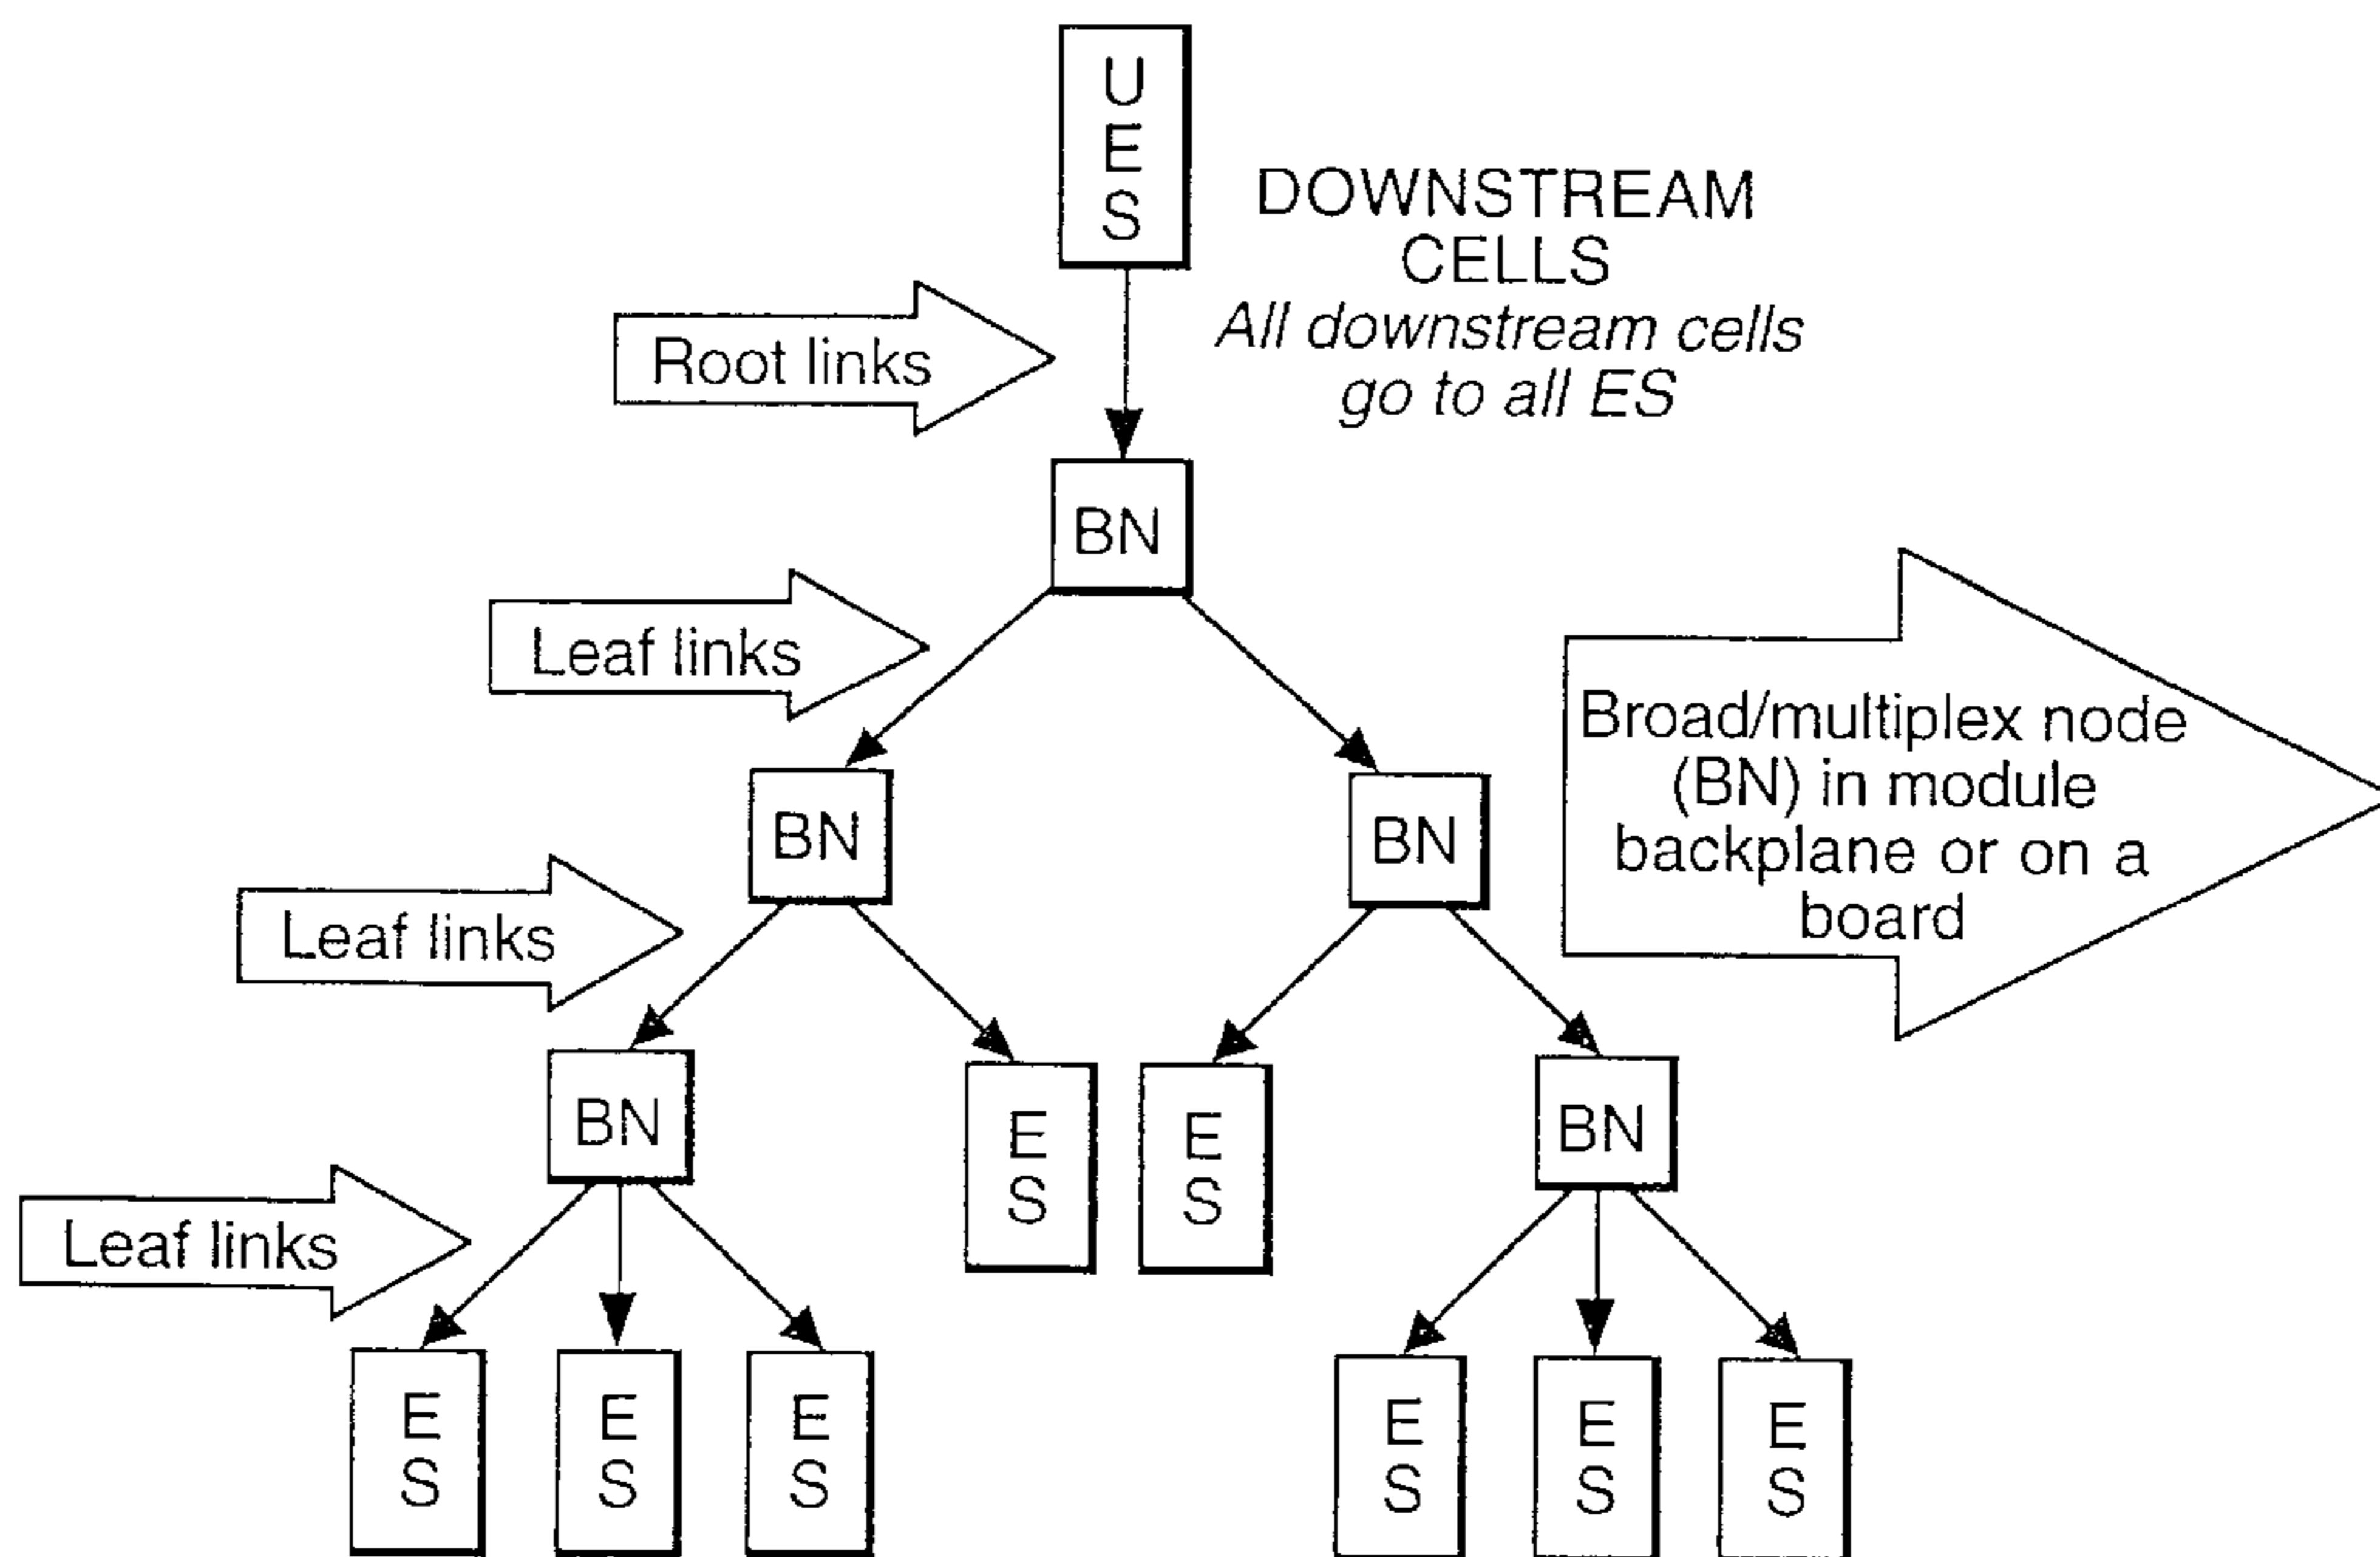 U
E
S
DOWNSTREAM
CELLS
All downstream cells
go to all ES
Root links
BN
Leaf links
BN
BN
Broad/multiplex node
(BN) in module
backplane or on a
board
Leaf links
BN
E
S
E
S
BN
Leaf links
E
S
E
S
E
S
E
S
E
S
E
S